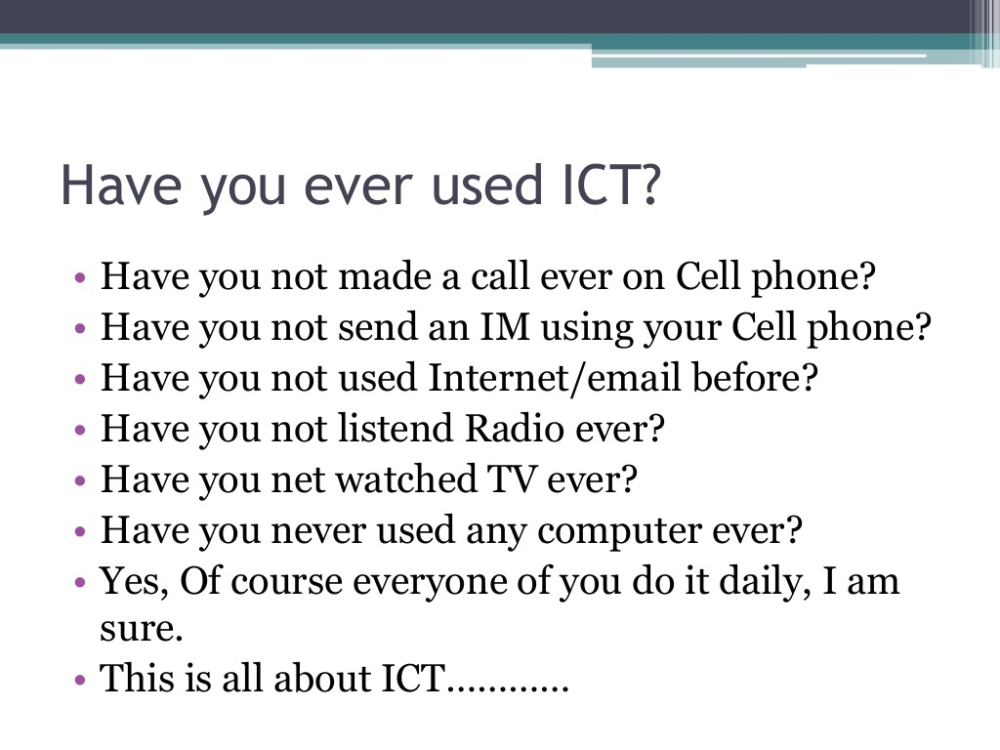 Have you ever used ICT?
• Have you not made a call ever on Cell phone?
• Have you not send an IM using your Cell phone?
• Have you not used Internet/email before?
• Have you not listend Radio ever?
• Have you net watched TV ever?
• Have you never used any computer ever?
• Yes, Of course everyone of you do it daily, I am
sure.
• This is all about ICT............